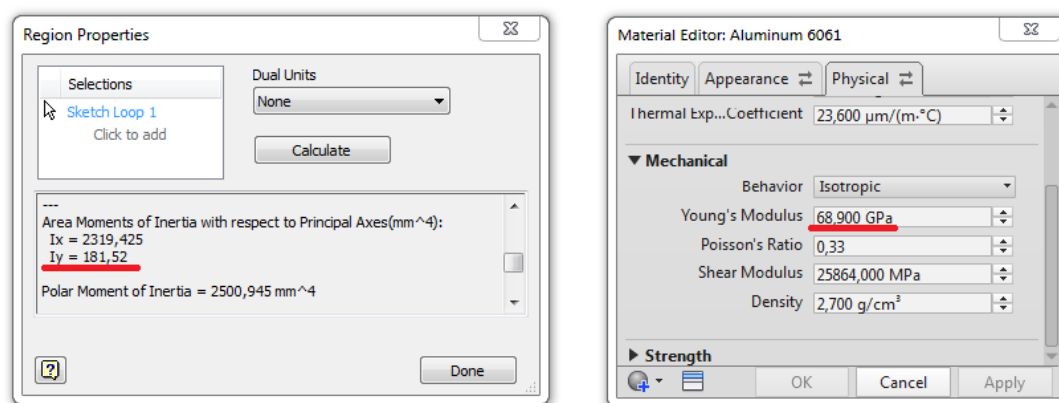 Region Properties
Selections
Sketch Loop 1
Click to add
Dual Units
None
Calculate
---
Area Moments of Inertia with respect to Principal Axes(mm^4):
Ix = 2319,425
Iy = 181,52
Polar Moment of Inertia = 2500,945 mm^4
Done
Material Editor: Aluminum 6061
Identity
Appearance
Physical
Thermal Exp...Coefficient 23,600 µm/(m·°C)
Mechanical
Behavior Isotropic
Young's Modulus 68,900 GPa
Poisson's Ratio 0,33
Shear Modulus 25864,000 MPa
Density 2,700 g/cm³
Strength
OK
Cancel
Apply